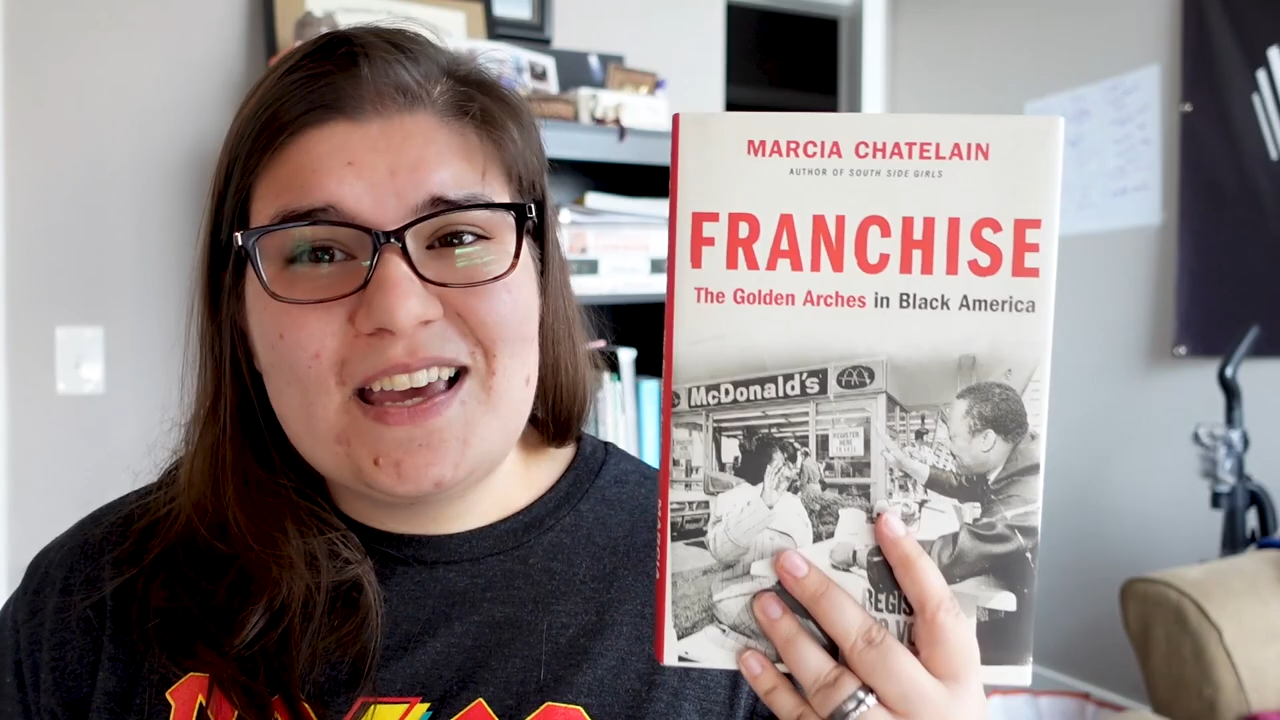 MARCIA CHATELAIN
AUTHOR OF SOUTH SIDE GIRLS
FRANCHISE
The Golden Arches in Black America
McDonald's
REGISTER
HERE